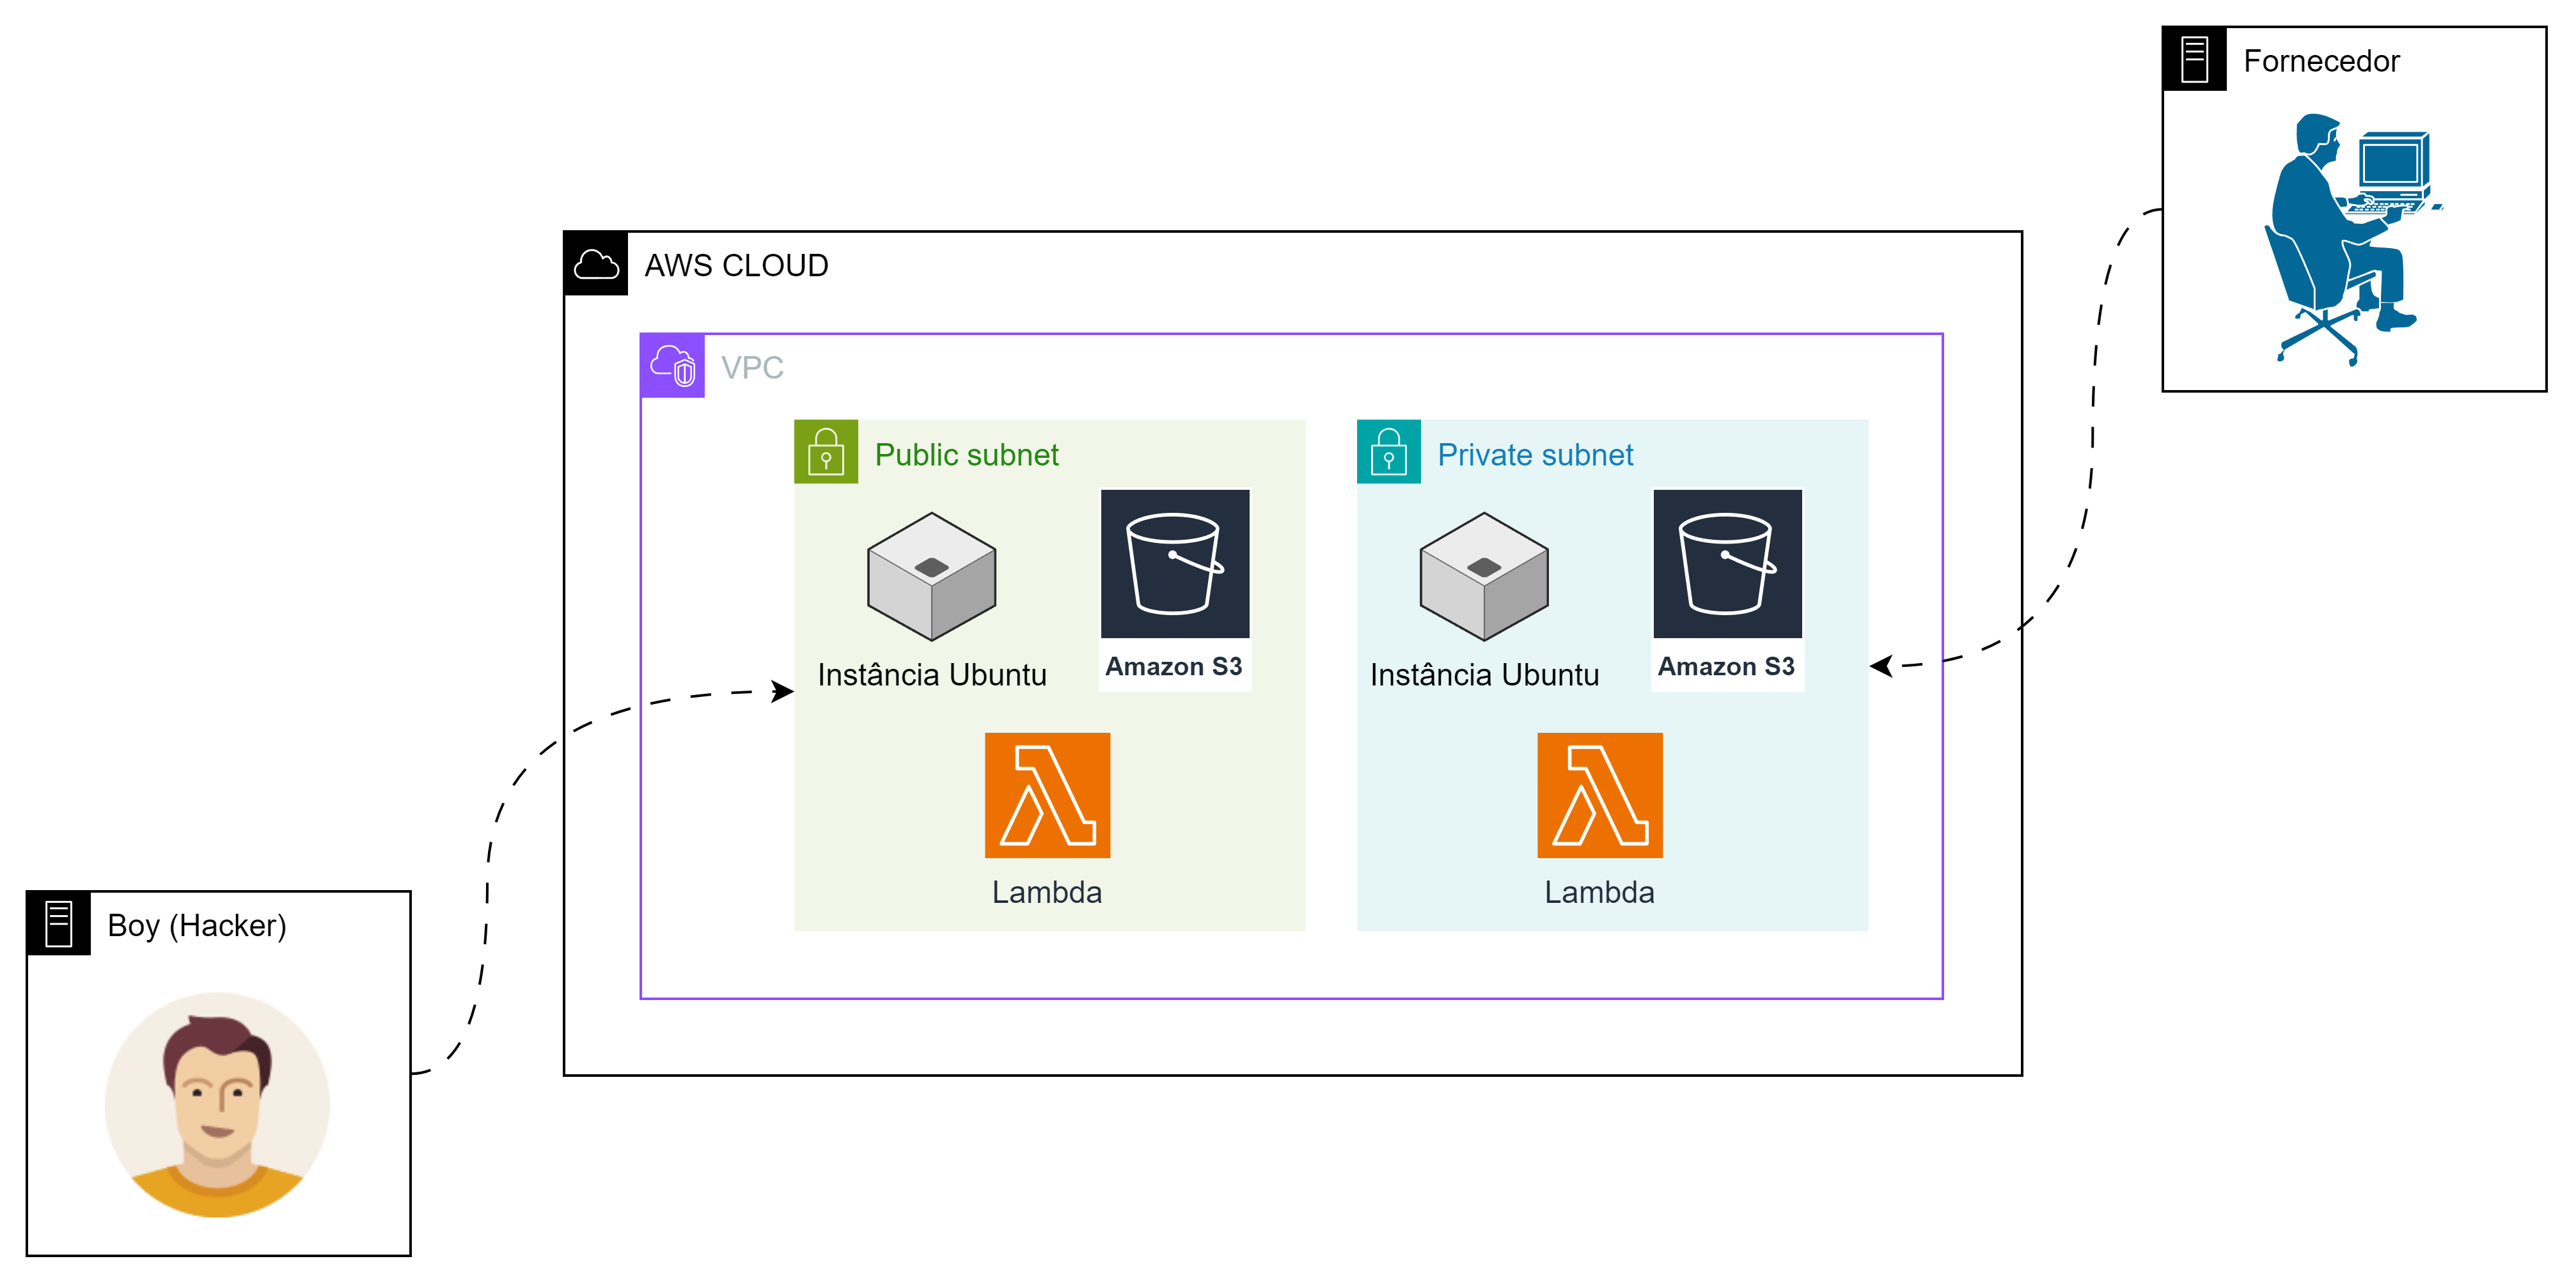 Fornecedor
AWS CLOUD
VPC
Public subnet
Instância Ubuntu
Amazon S3
Lambda
Private subnet
Instância Ubuntu
Amazon S3
Lambda
Boy (Hacker)